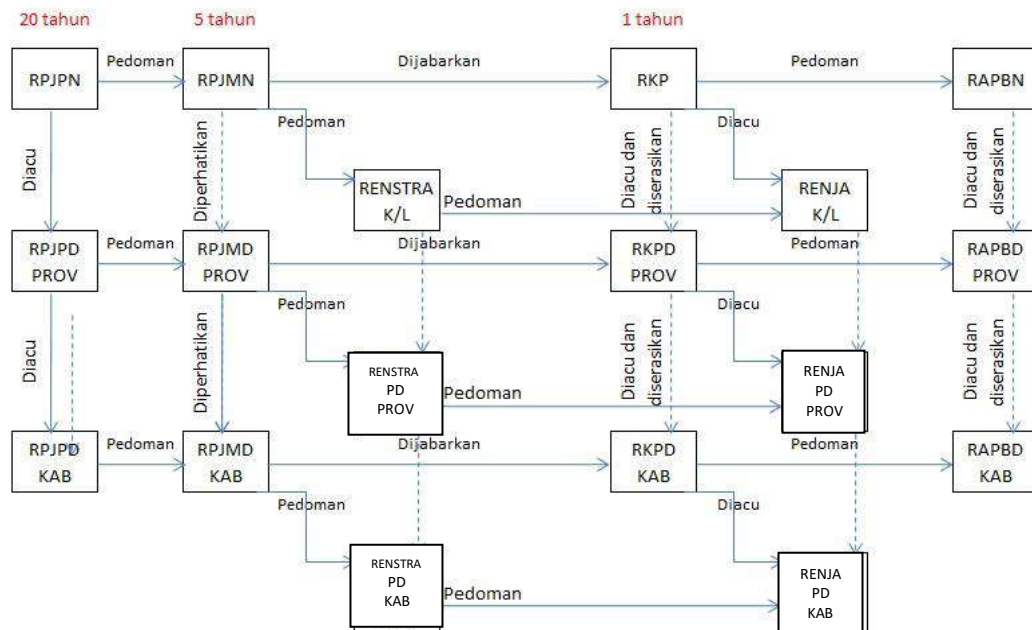 20 tahun
5 tahun
1 tahun
RPJPN
Pedoman
RPJMN
Dijabarkan
RKP
Pedoman
RAPBN
Diacu
Diperhatikan
Pedoman
Diacu dan
diserasikan
Diacu
Diacu dan
diserasikan
RENSTRA
K/L
Pedoman
RENJA
K/L
RPJPD
PROV
Pedoman
RPJMD
PROV
Dijabarkan
RKPD
PROV
Pedoman
RAPBD
PROV
Diacu
Diperhatikan
Pedoman
Diacu dan
diserasikan
Diacu
Diacu dan
diserasikan
RENSTRA
PD
PROV
Pedoman
RENJA
PD
PROV
RPJPD
KAB
Pedoman
RPJMD
KAB
Dijabarkan
RKPD
KAB
Pedoman
RAPBD
KAB
Pedoman
Diacu
RENSTRA
PD
KAB
Pedoman
RENJA
PD
KAB